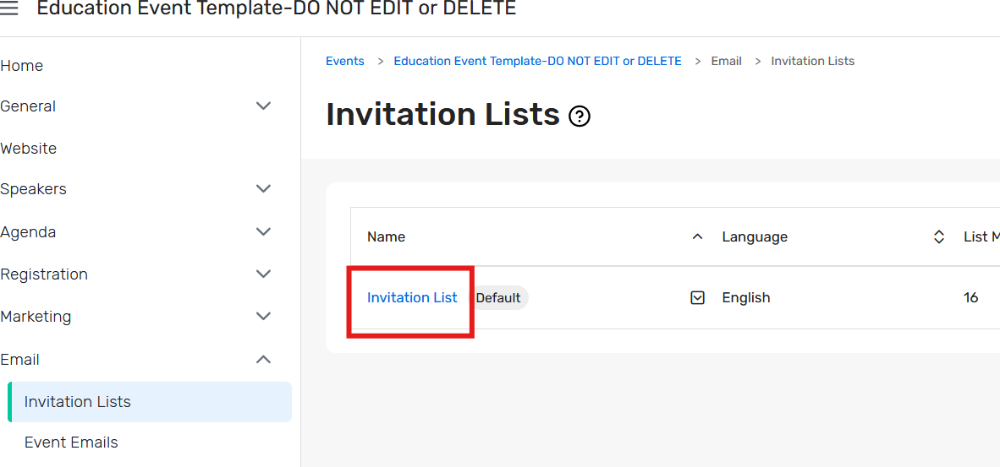 Education Event Template-DO NOT EDIT or DELETE
Home
General
Website
Speakers
Agenda
Registration
Marketing
Email
Invitation Lists
Event Emails
Events > Education Event Template-DO NOT EDIT or DELETE > Email > Invitation Lists
Invitation Lists
Name Language List M
Invitation List Default English 16